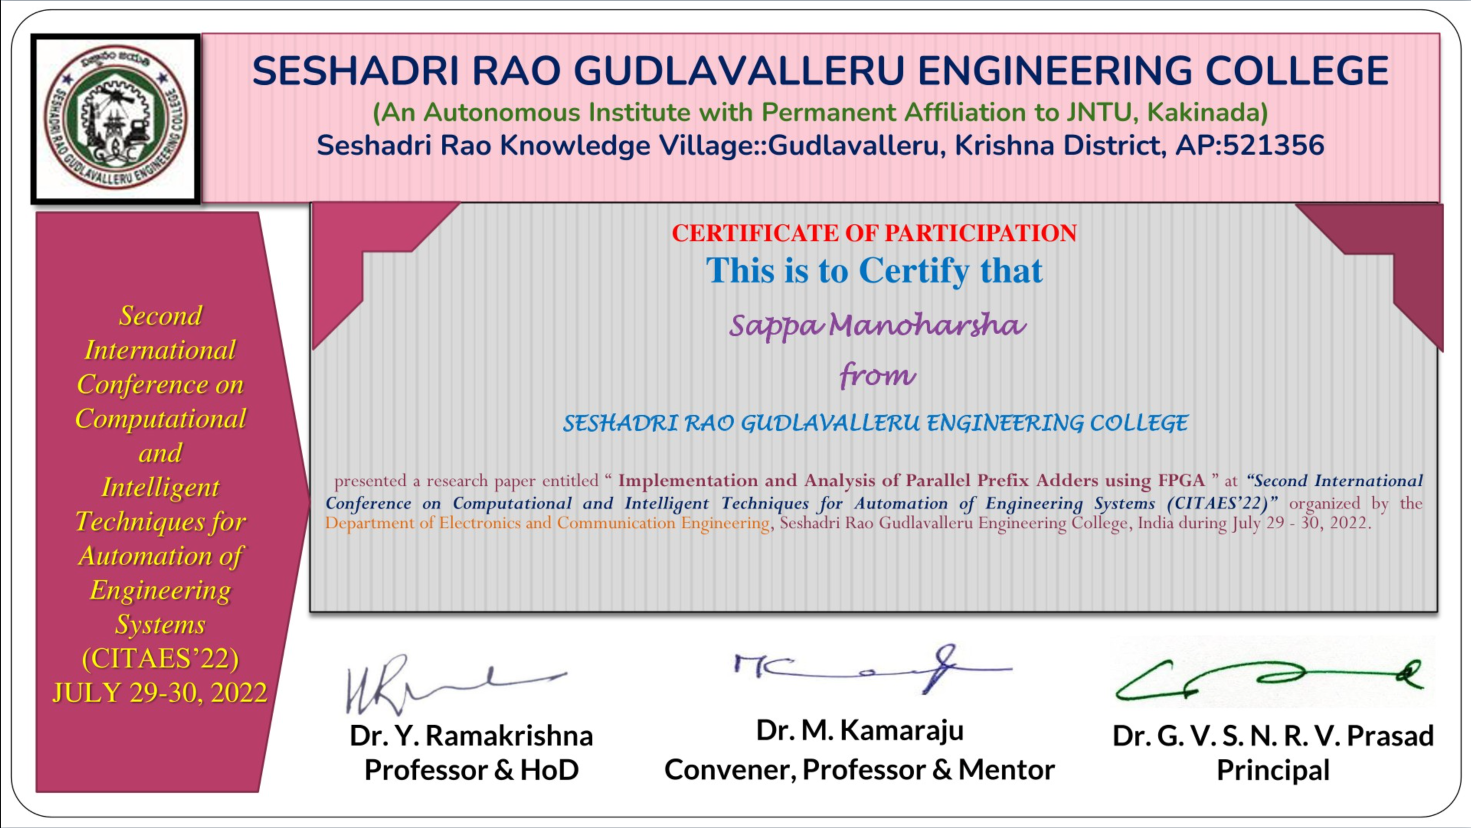 విజ్ఞానం జయతి
SESHADRI RAO GUDLAVALLERU ENGINEERING COLLEGE
SESHADRI RAO GUDLAVALLERU ENGINEERING COLLEGE
(An Autonomous Institute with Permanent Affiliation to JNTU, Kakinada)
Seshadri Rao Knowledge Village::Gudlavalleru, Krishna District, AP:521356
Second
International
Conference on
Computational
and
Intelligent
Techniques for
Automation of
Engineering
Systems
(CITAES’22)
JULY 29-30, 2022
CERTIFICATE OF PARTICIPATION
This is to Certify that
Sappa Manoharsha
from
SESHADRI RAO GUDLAVALLERU ENGINEERING COLLEGE
presented a research paper entitled “ Implementation and Analysis of Parallel Prefix Adders using FPGA ” at “Second International
Conference on Computational and Intelligent Techniques for Automation of Engineering Systems (CITAES’22)” organized by the
Department of Electronics and Communication Engineering, Seshadri Rao Gudlavalleru Engineering College, India during July 29 - 30, 2022.
Dr. Y. Ramakrishna
Professor & HoD
Dr. M. Kamaraju
Convener, Professor & Mentor
Dr. G. V. S. N. R. V. Prasad
Principal